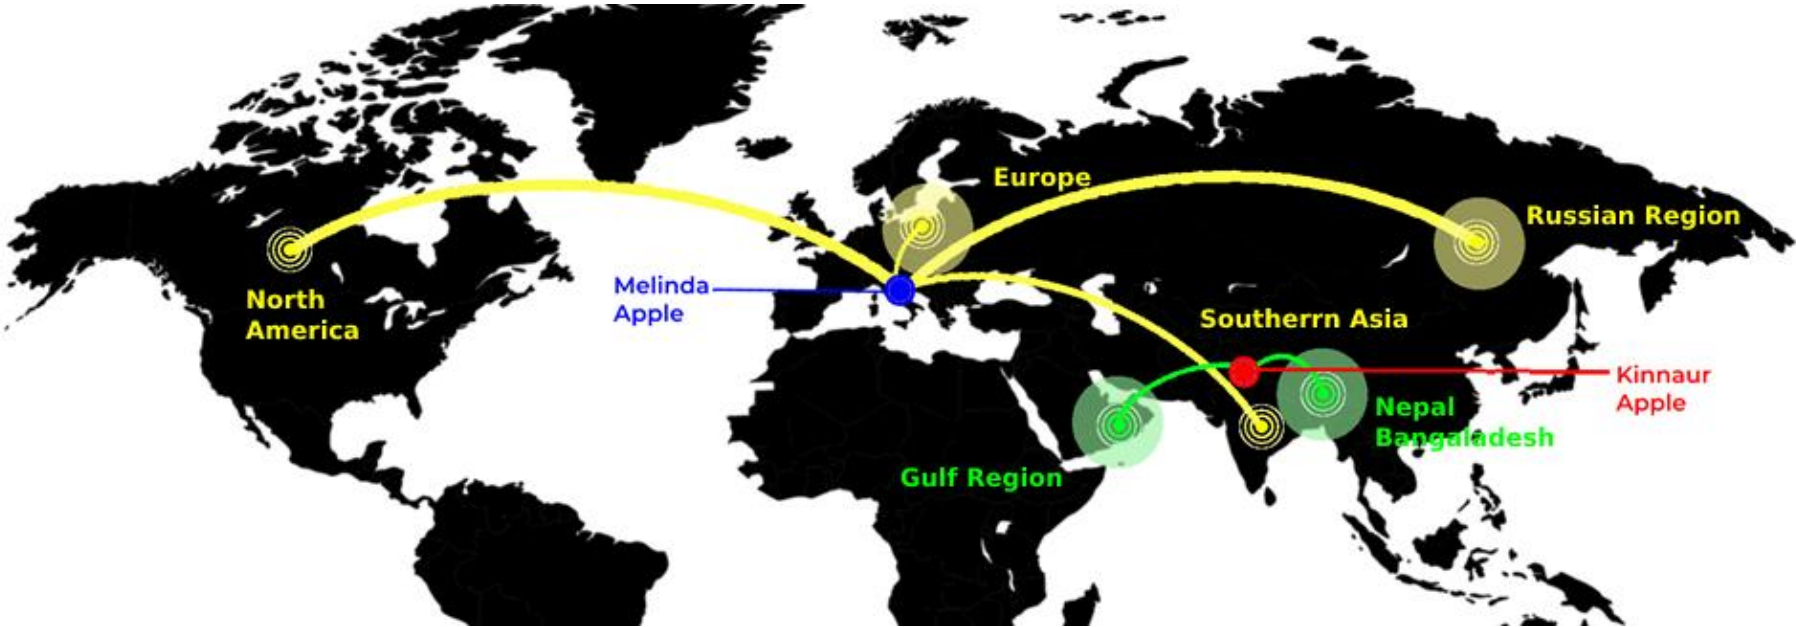 Europe
Russian Region
Melinda
Apple
North
America
Southerrn Asia
Kinnaur
Apple
Nepal
Bangaladesh
Gulf Region